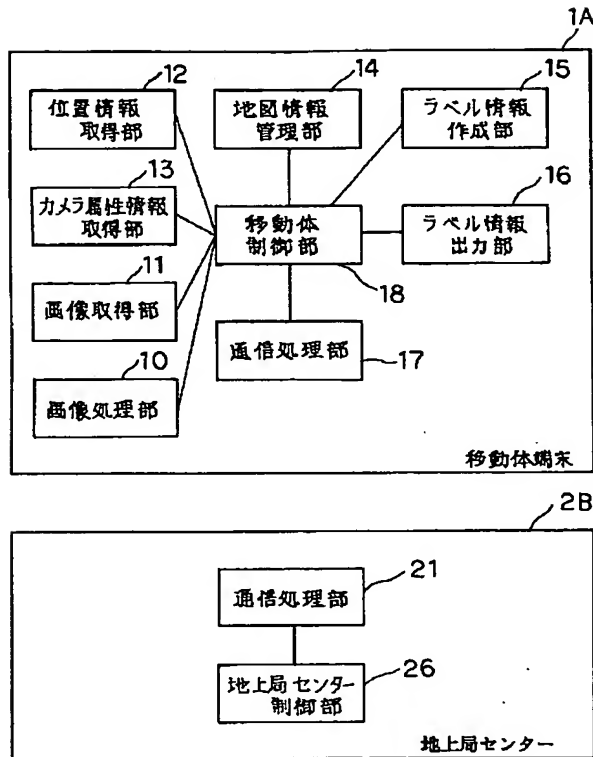 1A
12
位置情報
取得部
14
地図情報
管理部
15
ラベル情報
作成部
13
カメラ属性情報
取得部
移動体
制御部
18
16
ラベル情報
出力部
11
画像取得部
通信処理部
17
10
画像処理部
移動体端末
2B
通信処理部
21
地上局センター
制御部
26
地上局センター